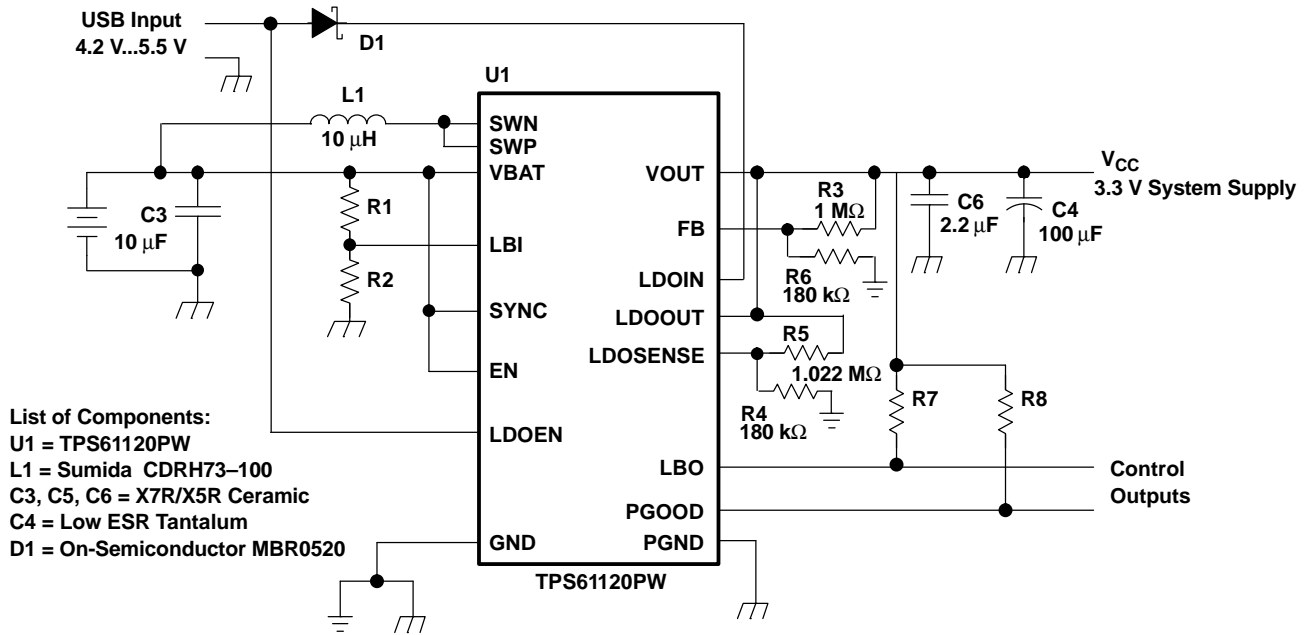 USB Input
4.2 V...5.5 V
D1
U1
L1
10 μH
SWN
SWP
VBAT
VOUT
VCC
3.3 V System Supply
C3
10 μF
R1
R2
LBI
SYNC
EN
LDOEN
GND
FB
LDOIN
LDOOUT
LDOSENSE
LBO
PGOOD
PGND
R3
1 MΩ
R6
180 kΩ
R5
1.022 MΩ
R4
180 kΩ
C6
2.2 μF
C4
100 μF
R7
R8
Control
Outputs
TPS61120PW
List of Components:
U1 = TPS61120PW
L1 = Sumida CDRH73–100
C3, C5, C6 = X7R/X5R Ceramic
C4 = Low ESR Tantalum
D1 = On-Semiconductor MBR0520